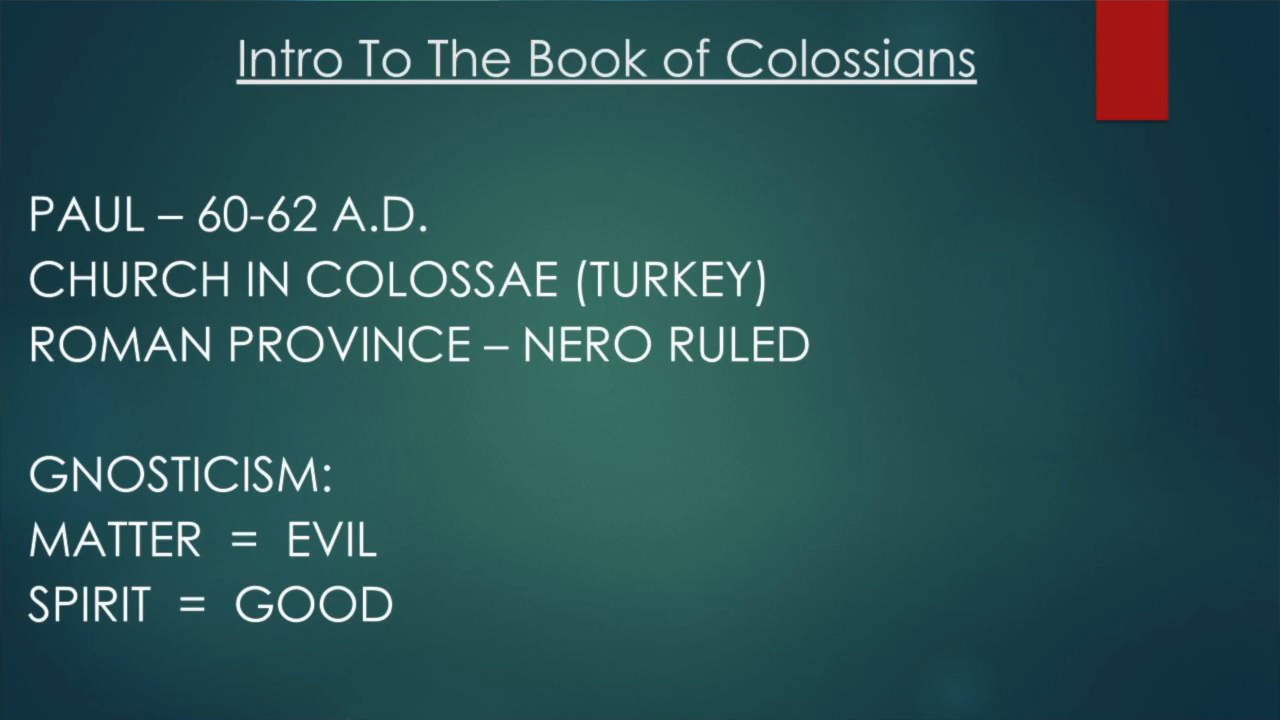 Intro To The Book of Colossians
PAUL – 60-62 A.D.
CHURCH IN COLOSSAE (TURKEY)
ROMAN PROVINCE – NERO RULED
GNOSTICISM:
MATTER = EVIL
SPIRIT = GOOD